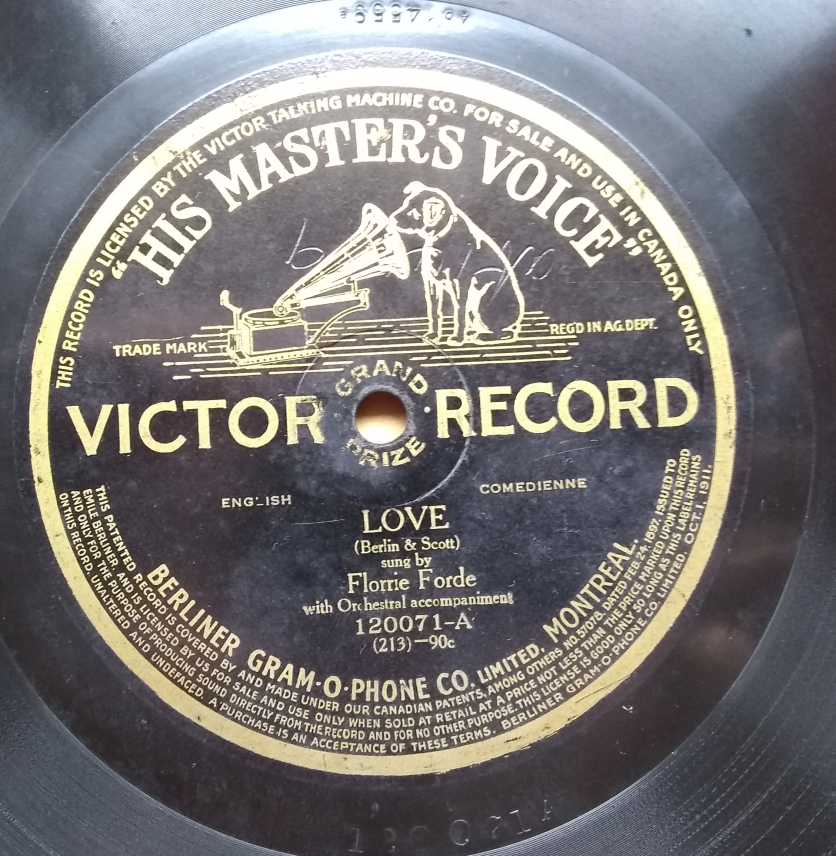 THIS RECORD IS LICENSED BY THE VICTOR TALKING MACHINE CO. FOR SALE AND USE IN CANADA ONLY
"HIS MASTER'S VOICE"
TRADE MARK
REG'D IN AG. DEPT.
GRAND
VICTOR RECORD
PRIZE
ENGLISH COMEDIENNE
LOVE
(Berlin & Scott)
sung by
Florrie Forde
with Orchestral accompaniment
120071-A
(213)-90c
BERLINER GRAM-O-PHONE CO. LIMITED, MONTREAL.
THIS PATENTED RECORD IS COVERED BY AND MADE UNDER OUR CANADIAN PATENTS, AMONG OTHERS NO. 57078, DATED FEB. 24, 1897, ISSUED TO
EMILE BERLINER, AND IS LICENSED BY US FOR SALE AND USE ONLY WHEN SOLD AT RETAIL AT A PRICE NOT LESS THAN THE PRICE MARKED UPON THIS RECORD
AND ONLY FOR THE PURPOSE OF PRODUCING SOUND DIRECTLY FROM THE RECORD AND FOR NO OTHER PURPOSE. THIS LICENSE IS GOOD ONLY SO LONG AS THIS LABEL REMAINS
ON THIS RECORD, UNALTERED AND UNDEFACED. A PURCHASE IS AN ACCEPTANCE OF THESE TERMS. BERLINER GRAM-O-PHONE CO. LIMITED, OCT. 1, 1911.